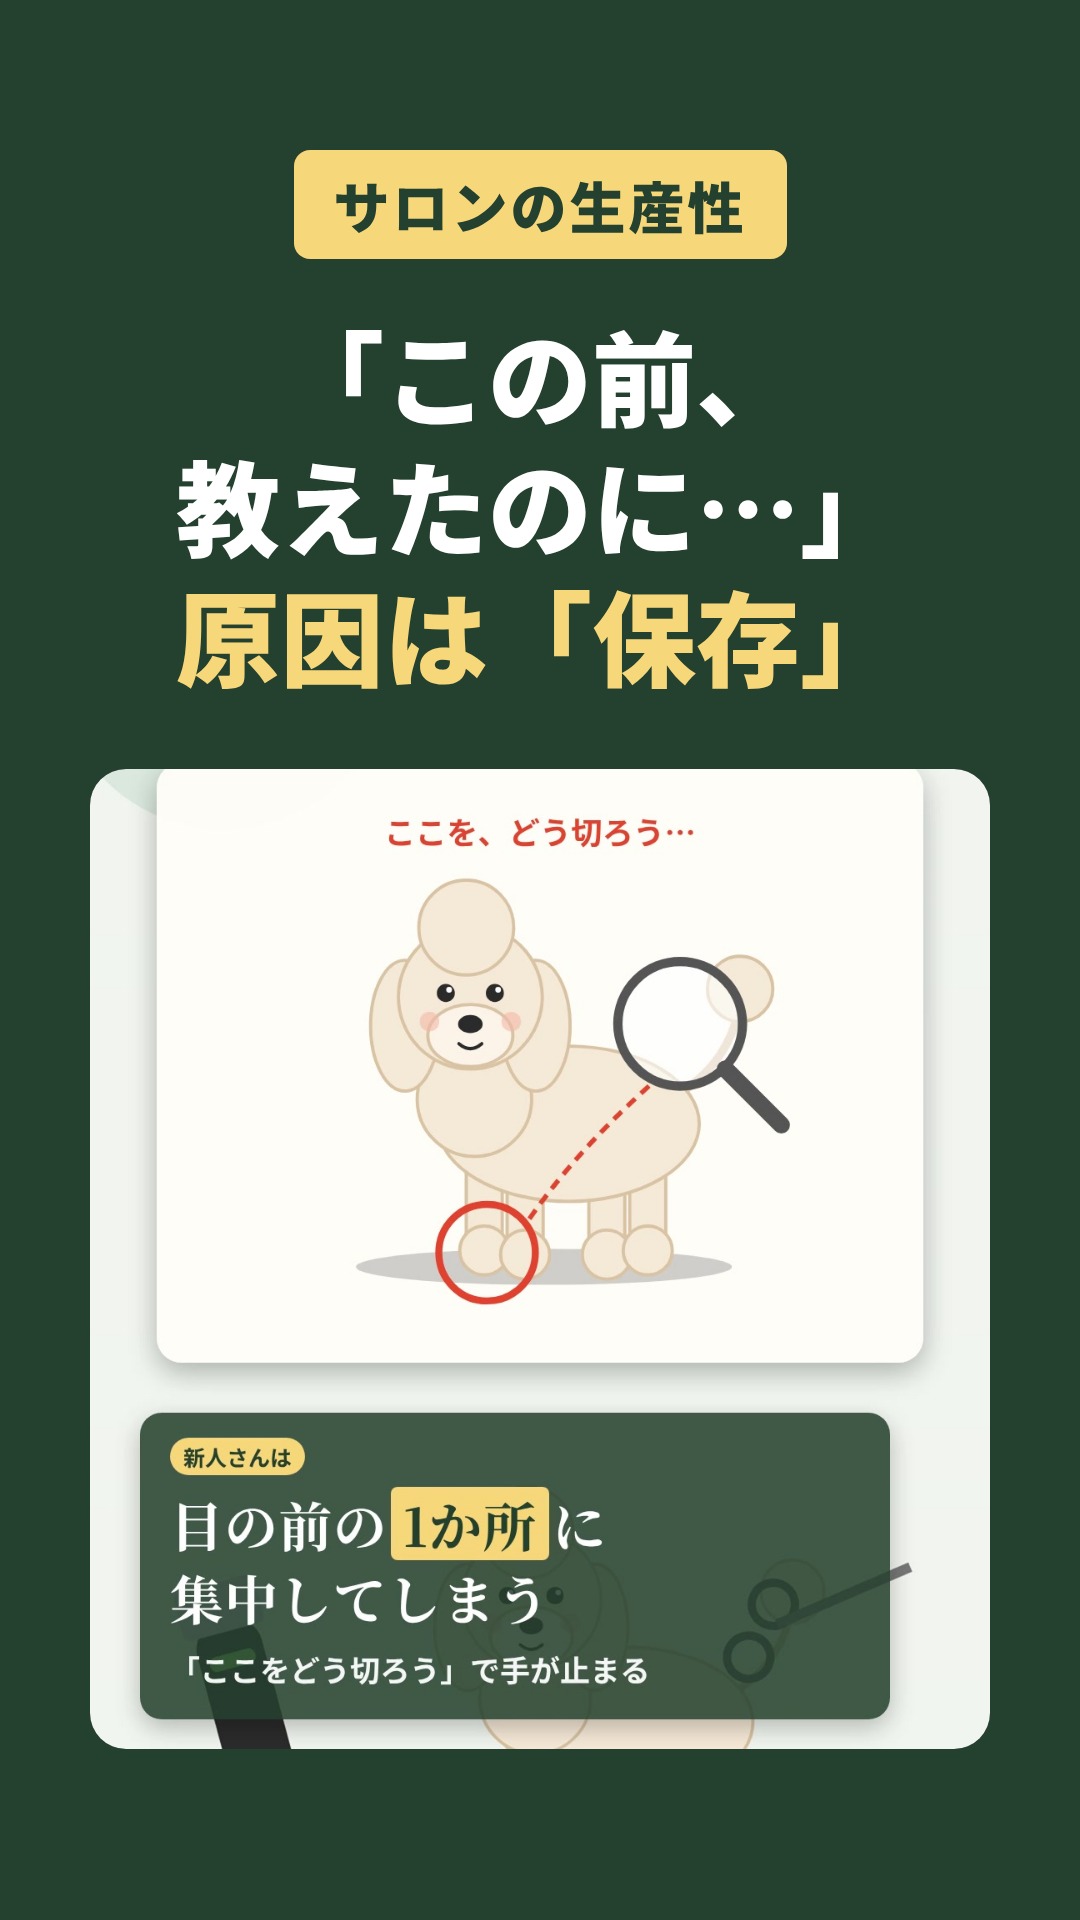 サロンの生産性
「この前、
教えたのに…」
原因は「保存」
ここを、どう切ろう…
新人さんは
目の前の1か所に
集中してしまう
「ここをどう切ろう」で手が止まる